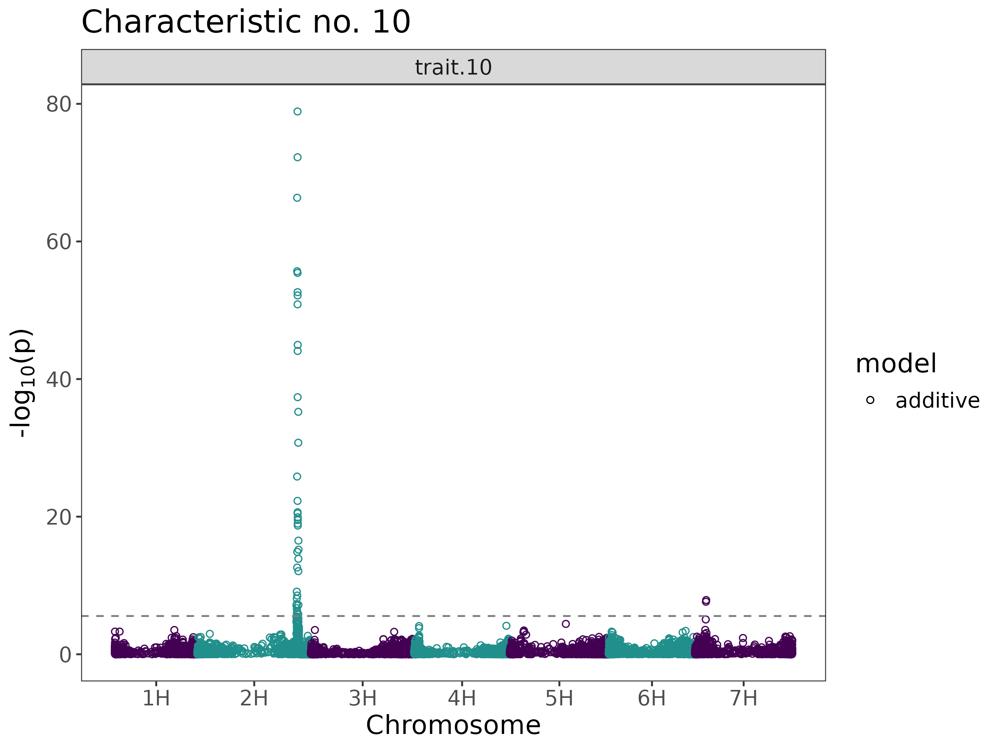 Characteristic no. 10
trait.10
80
60
40
20
0
-log10(p)
1H 2H 3H 4H 5H 6H 7H
Chromosome
model
additive